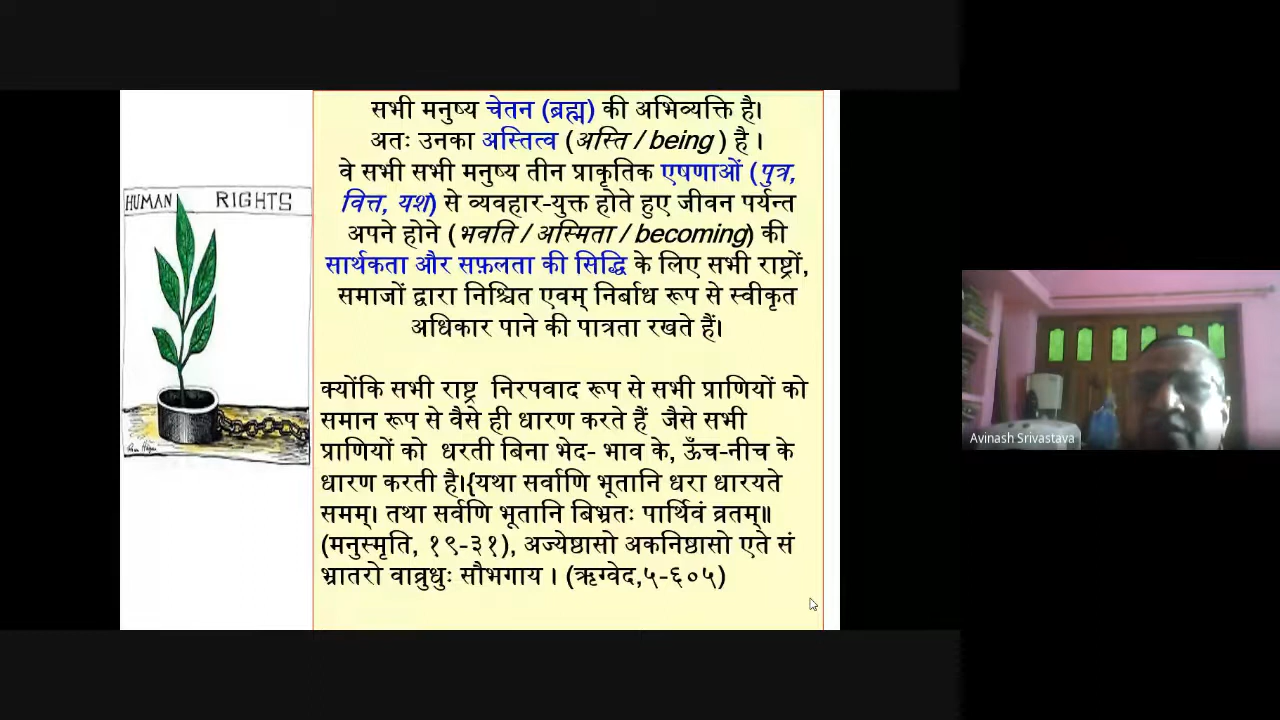 सभी मनुष्य चेतन (ब्रह्म) की अभिव्यक्ति है।
अतः उनका अस्तित्व (अस्ति / being ) है ।
वे सभी सभी मनुष्य तीन प्राकृतिक एषणाओं (पुत्र,
वित्त, यश) से व्यवहार-युक्त होते हुए जीवन पर्यन्त
अपने होने (भवति / अस्मिता / becoming) की
सार्थकता और सफ़लता की सिद्धि के लिए सभी राष्ट्रों,
समाजों द्वारा निश्चित एवम् निर्बाध रूप से स्वीकृत
अधिकार पाने की पात्रता रखते हैं।
क्योंकि सभी राष्ट्र निरपवाद रूप से सभी प्राणियों को
समान रूप से वैसे ही धारण करते हैं जैसे सभी
प्राणियों को धरती बिना भेद- भाव के, ऊँच-नीच के
धारण करती है।{यथा सर्वाणि भूतानि धरा धारयते
समम्। तथा सर्वणि भूतानि बिभ्रतः पार्थिवं व्रतम्॥
(मनुस्मृति, १९-३१), अज्येष्ठासो अकनिष्ठासो एते सं
भ्रातरो वाव्रुधुः सौभगाय । (ऋग्वेद,५-६०५)
HUMAN RIGHTS
Avinash Srivastava